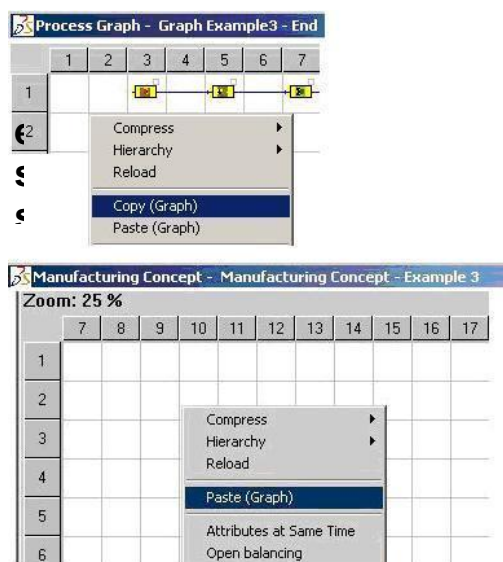 Process Graph - Graph Example3 - End
1 2 3 4 5 6 7
1
2
Compress
Hierarchy
Reload
Copy (Graph)
Paste (Graph)
Manufacturing Concept - Manufacturing Concept - Example 3
Zoom: 25 %
7 8 9 10 11 12 13 14 15 16 17
1
2
3
4
5
6
Compress
Hierarchy
Reload
Paste (Graph)
Attributes at Same Time
Open balancing